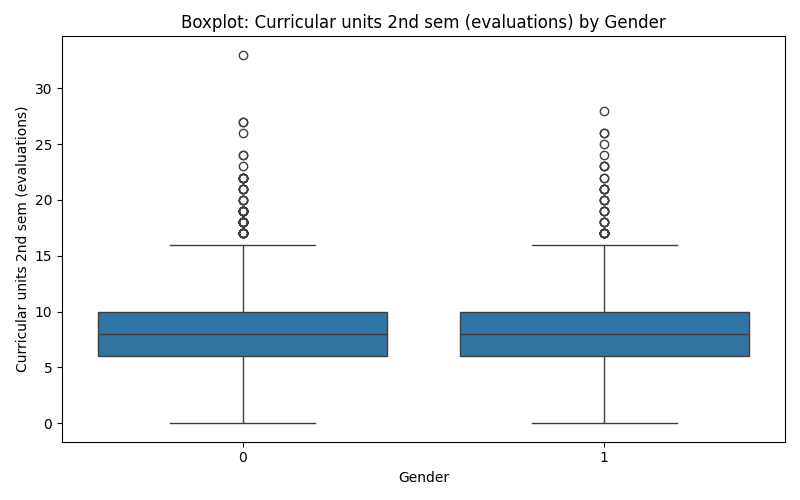 Boxplot: Curricular units 2nd sem (evaluations) by Gender
Curricular units 2nd sem (evaluations)
30
25
20
15
10
5
0
0 1
Gender